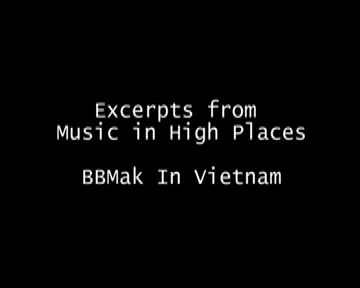 Excerpts from
Music in High Places
BBMak In Vietnam